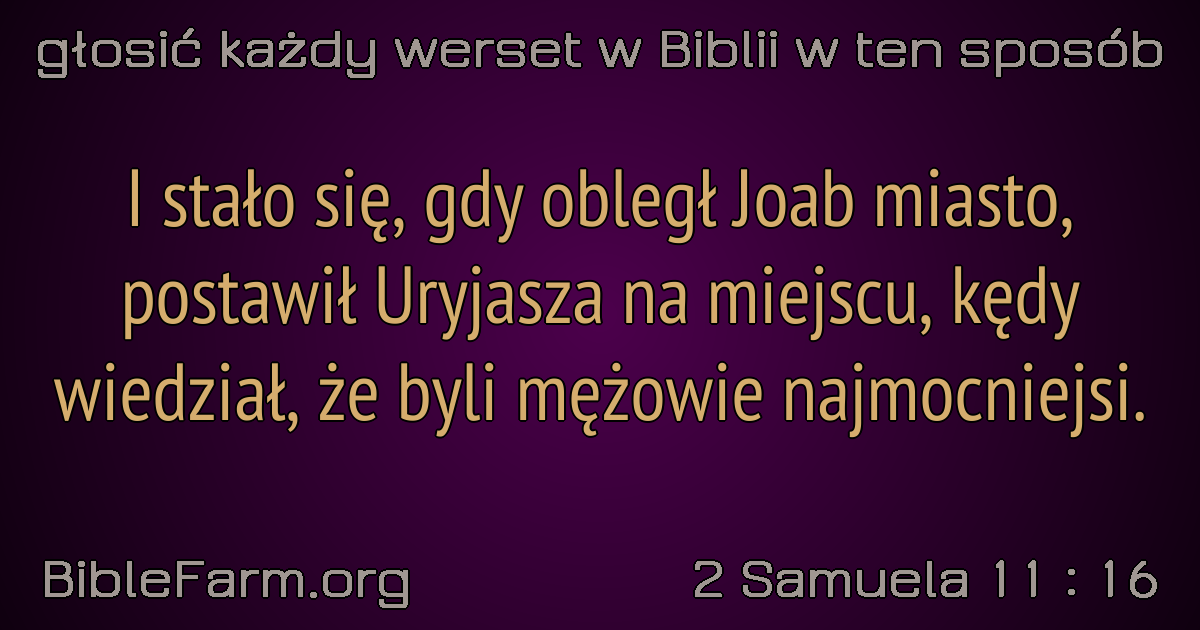 głosić każdy werset w Biblii w ten sposób
I stało się, gdy obległ Joab miasto,
postawił Uryjasza na miejscu, kędy
wiedział, że byli mężowie najmocniejsi.
BibleFarm.org
2 Samuela 11 : 16